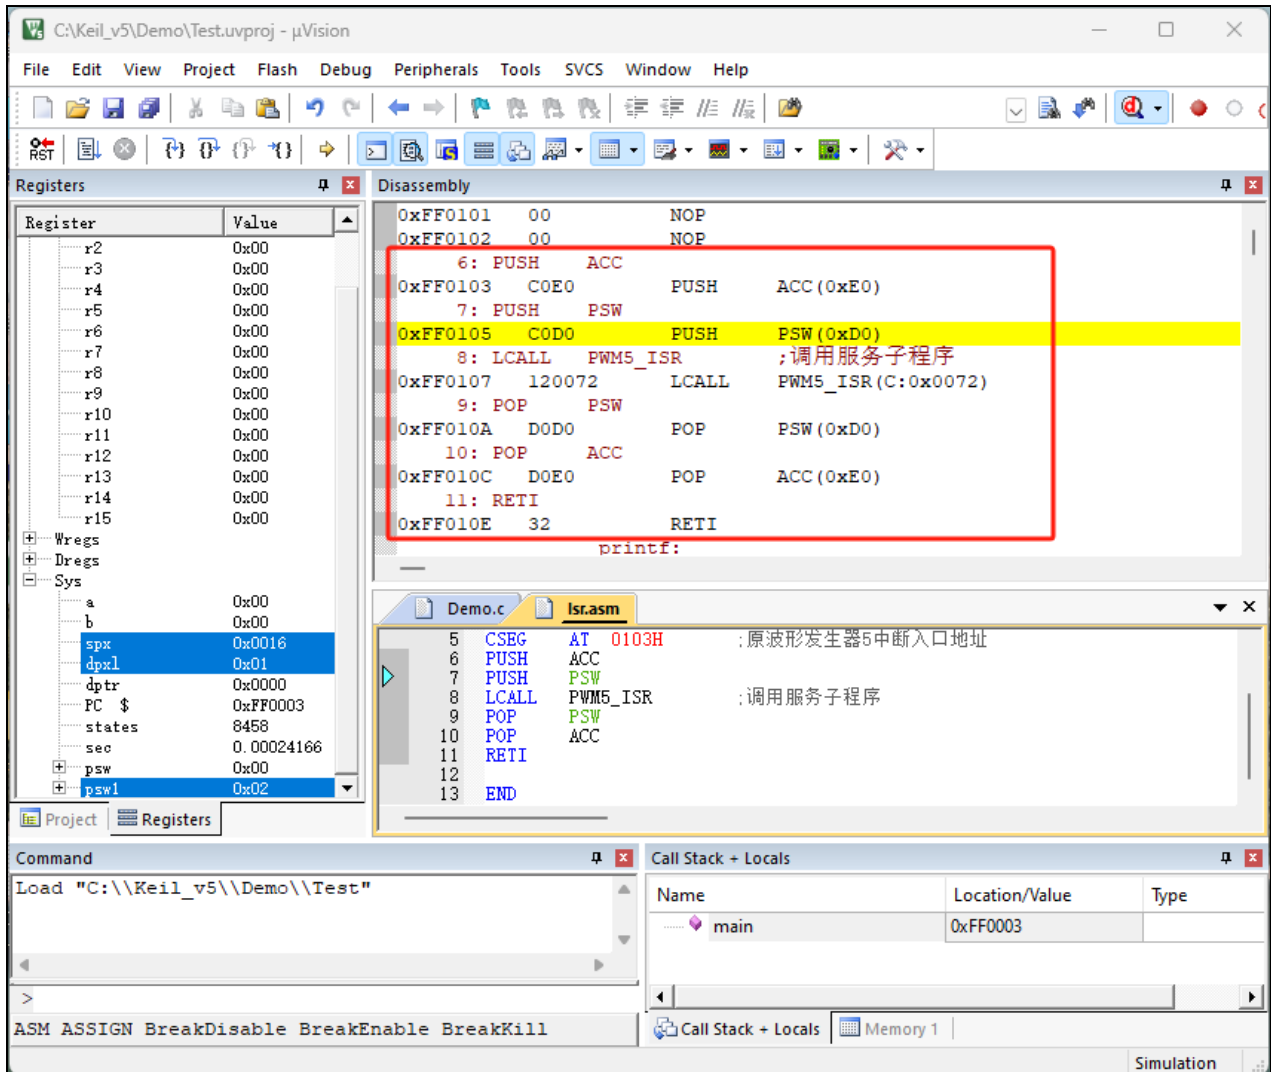 C:\Keil_v5\Demo\Test.uvproj - µVision
File Edit View Project Flash Debug Peripherals Tools SVCS Window Help
RST
Registers
Register Value
r2 0x00
r3 0x00
r4 0x00
r5 0x00
r6 0x00
r7 0x00
r8 0x00
r9 0x00
r10 0x00
r11 0x00
r12 0x00
r13 0x00
r14 0x00
r15 0x00
Wregs
Dregs
Sys
a 0x00
b 0x00
spx 0x0016
dpxl 0x01
dptr 0x0000
PC $ 0xFF0003
states 8458
sec 0.00024166
psw 0x00
psw1 0x02
Project Registers
Disassembly
0xFF0101 00 NOP
0xFF0102 00 NOP
6: PUSH ACC
0xFF0103 C0E0 PUSH ACC(0xE0)
7: PUSH PSW
0xFF0105 C0D0 PUSH PSW(0xD0)
8: LCALL PWM5_ISR ;调用服务子程序
0xFF0107 120072 LCALL PWM5_ISR(C:0x0072)
9: POP PSW
0xFF010A D0D0 POP PSW(0xD0)
10: POP ACC
0xFF010C D0E0 POP ACC(0xE0)
11: RETI
0xFF010E 32 RETI
printf:
Demo.c Isr.asm
5 CSEG AT 0103H ;原波形发生器5中断入口地址
6 PUSH ACC
7 PUSH PSW
8 LCALL PWM5_ISR ;调用服务子程序
9 POP PSW
10 POP ACC
11 RETI
12
13 END
Command
Load "C:\\Keil_v5\\Demo\\Test"
>
ASM ASSIGN BreakDisable BreakEnable BreakKill
Call Stack + Locals
Name Location/Value Type
main 0xFF0003
Call Stack + Locals Memory 1
Simulation